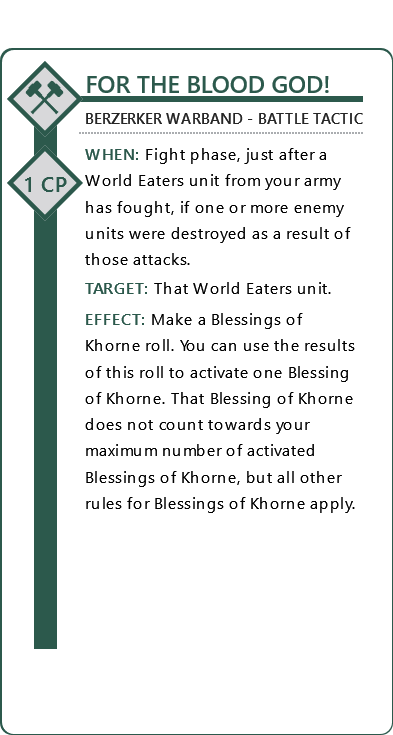 FOR THE BLOOD GOD!
BERZERKER WARBAND - BATTLE TACTIC
1 CP
WHEN: Fight phase, just after a
World Eaters unit from your army
has fought, if one or more enemy
units were destroyed as a result of
those attacks.
TARGET: That World Eaters unit.
EFFECT: Make a Blessings of
Khorne roll. You can use the results
of this roll to activate one Blessing
of Khorne. That Blessing of Khorne
does not count towards your
maximum number of activated
Blessings of Khorne, but all other
rules for Blessings of Khorne apply.